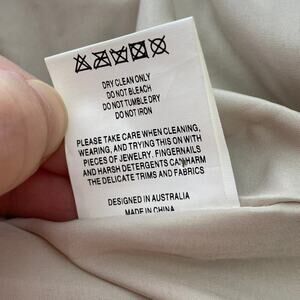 DRY CLEAN ONLY
DO NOT BLEACH
DO NOT TUMBLE DRY
DO NOT IRON
PLEASE TAKE CARE WHEN CLEANING,
WEARING, AND TRYING THIS ON WITH
PIECES OF JEWELRY. FINGERNAILS
AND HARSH DETERGENTS CAN HARM
THE DELICATE TRIMS AND FABRICS
DESIGNED IN AUSTRALIA
MADE IN CHINA